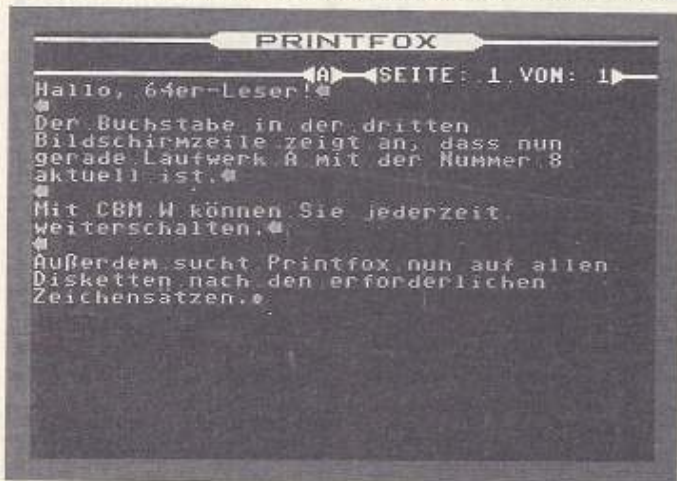 PRINTFOX
A SEITE: 1 VON: 1
Hallo, 64er-Leser!
Der Buchstabe in der dritten
Bildschirmzeile zeigt an, dass nun
gerade Laufwerk A mit der Nummer 8
aktuell ist.
Mit CBM W können Sie jederzeit
weiterschalten.
Außerdem sucht Printfox nun auf allen
Disketten nach den erforderlichen
Zeichensatzen.